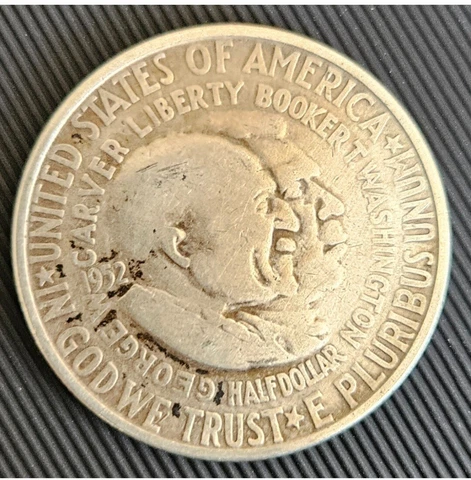 UNITED STATES OF AMERICA
E PLURIBUS UNUM
IN GOD WE TRUST
GEORGE CARVER LIBERTY BOOKER T WASHINGTON
HALF DOLLAR
1952